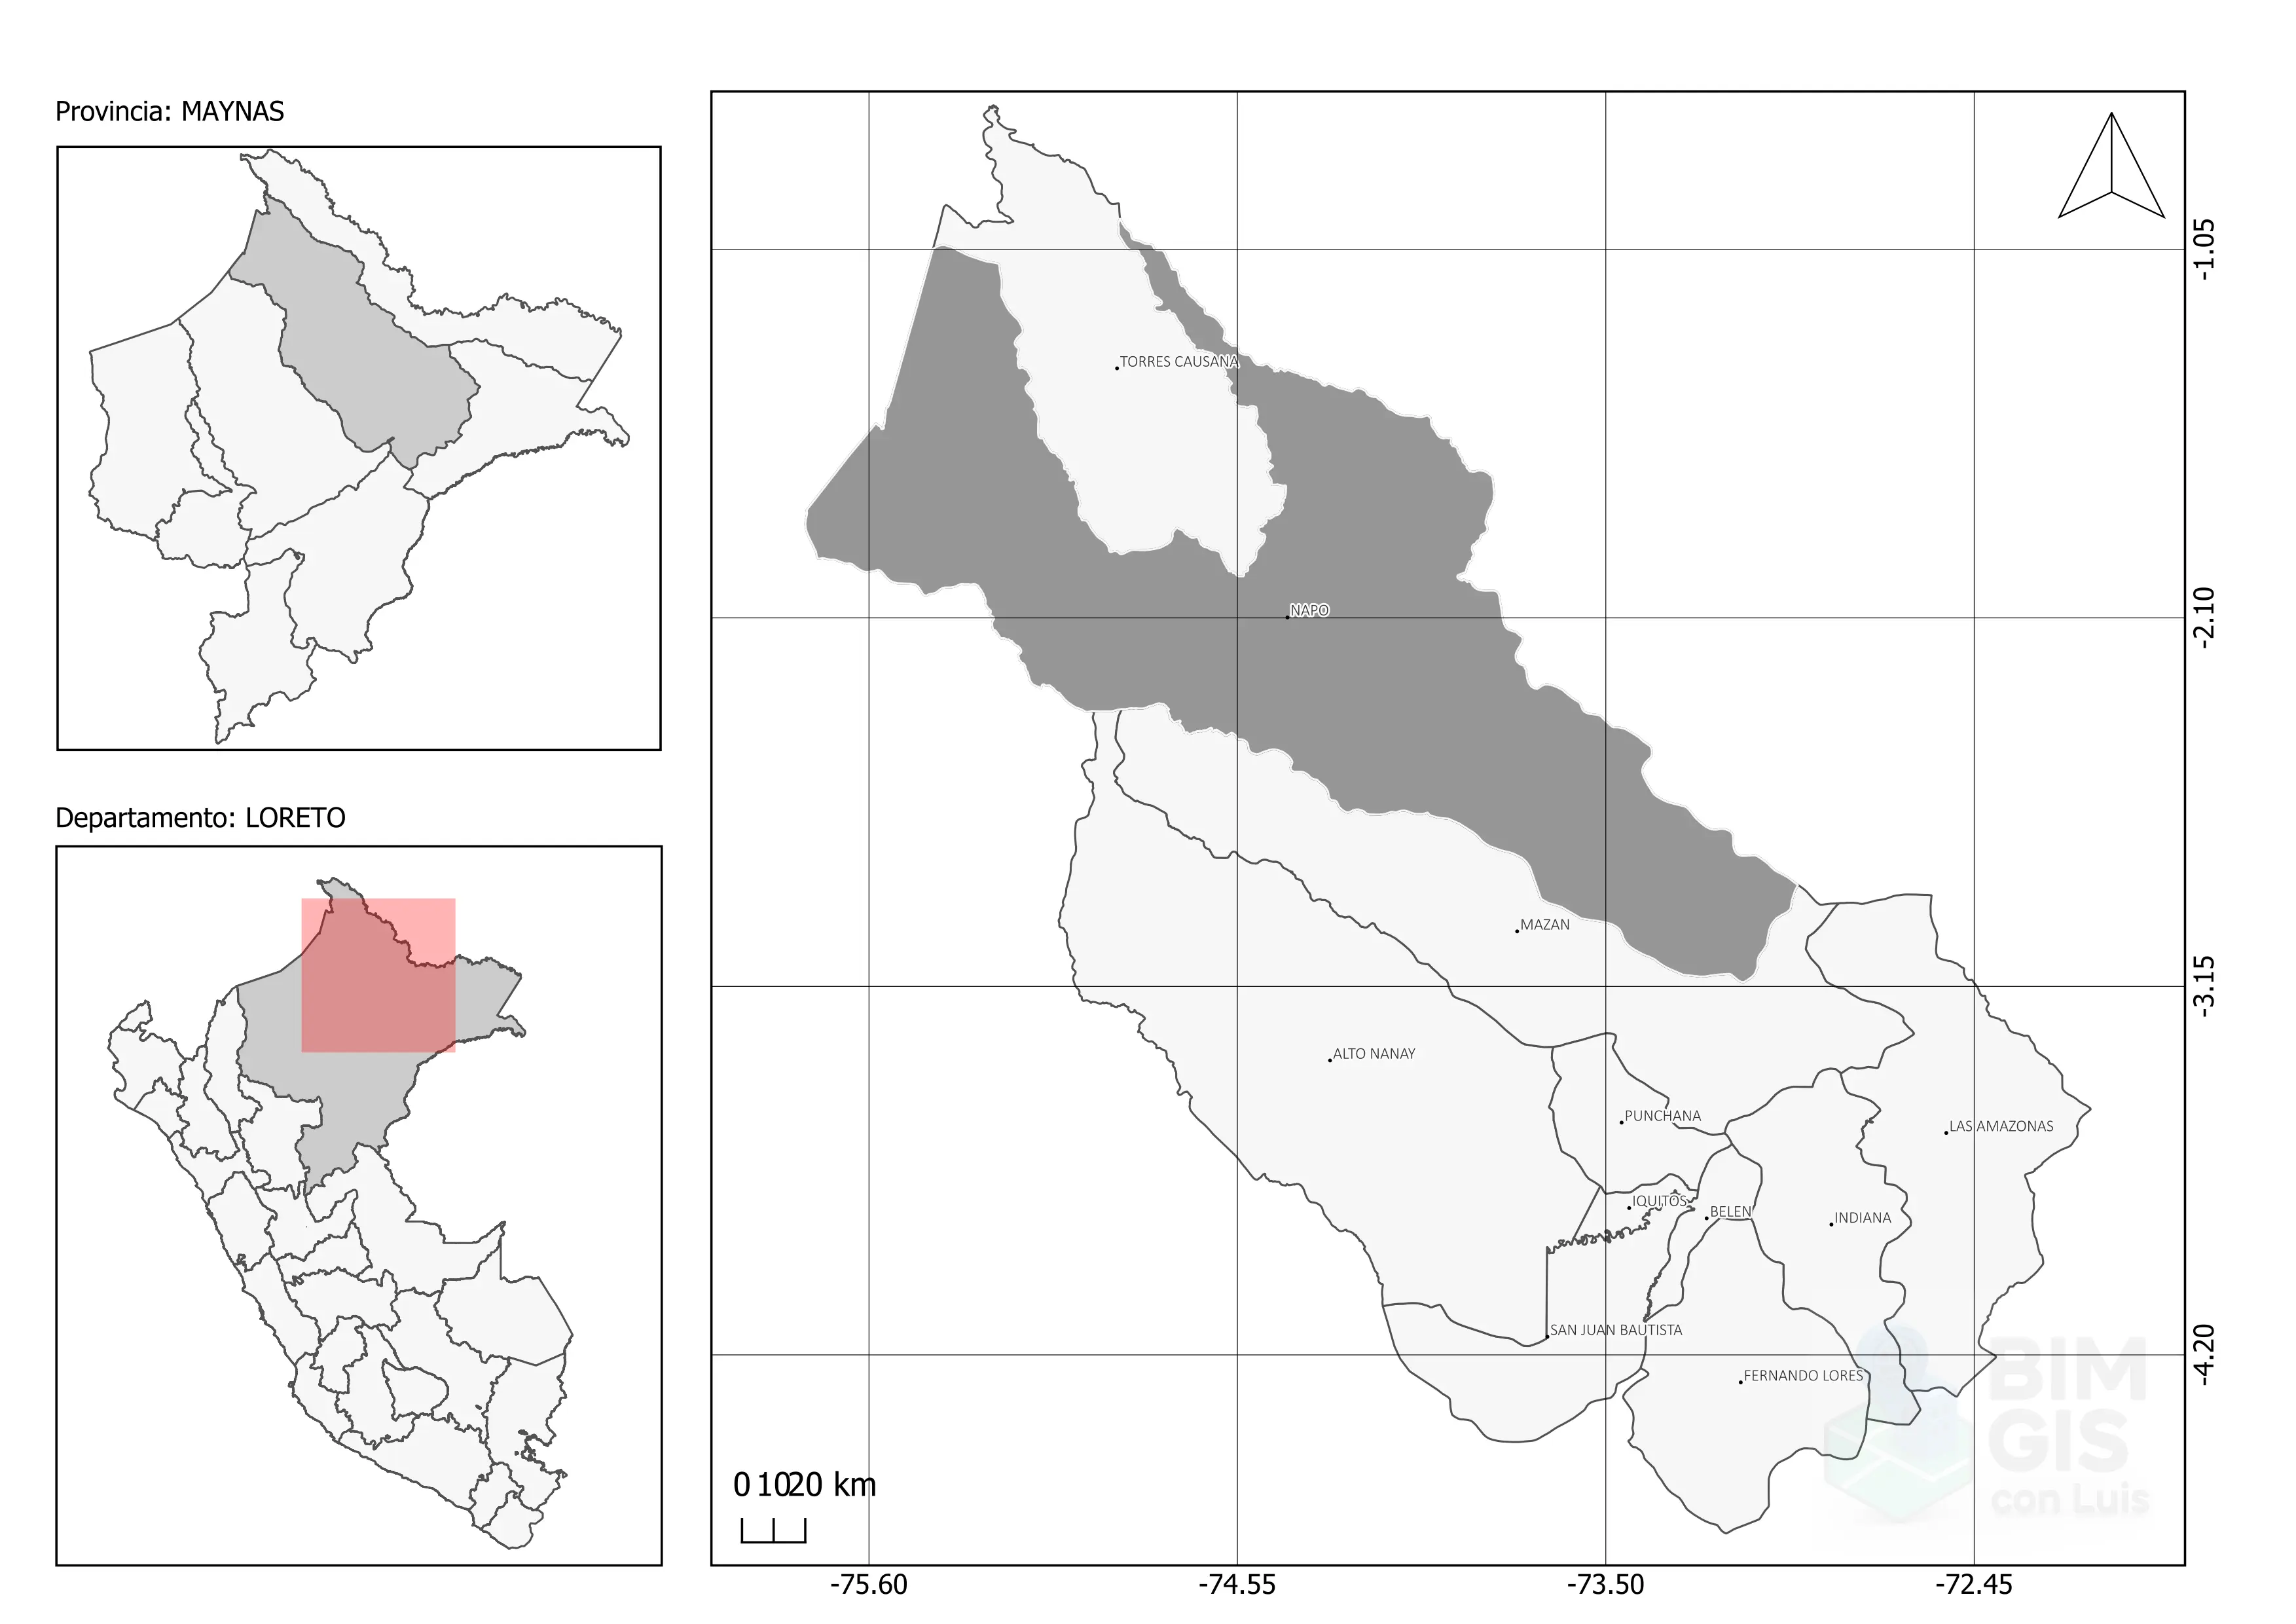 Provincia: MAYNAS
Departamento: LORETO
TORRES CAUSANA
NAPO
MAZAN
ALTO NANAY
PUNCHANA
LAS AMAZONAS
IQUITOS
BELEN
INDIANA
SAN JUAN BAUTISTA
FERNANDO LORES
-1.05
-2.10
-3.15
-4.20
BIM
GIS
con Luis
0 10 20 km
-75.60 -74.55 -73.50 -72.45